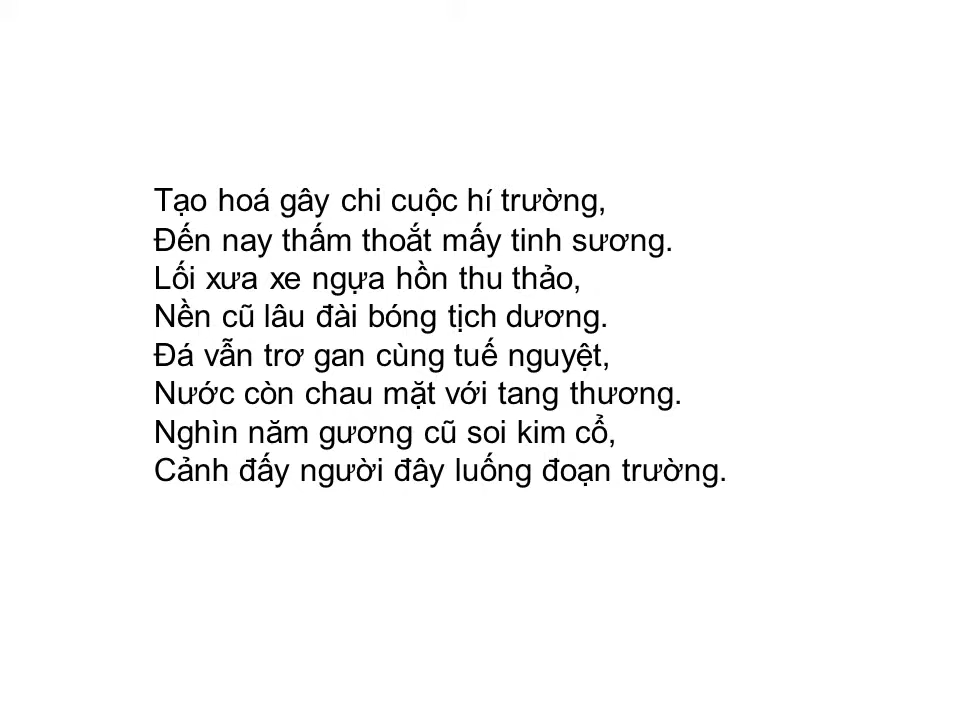 Tạo hoá gây chi cuộc hí trường,
Đến nay thấm thoắt mấy tinh sương.
Lối xưa xe ngựa hồn thu thảo,
Nền cũ lâu đài bóng tịch dương.
Đá vẫn trơ gan cùng tuế nguyệt,
Nước còn chau mặt với tang thương.
Nghìn năm gương cũ soi kim cổ,
Cảnh đấy người đây luống đoạn trường.